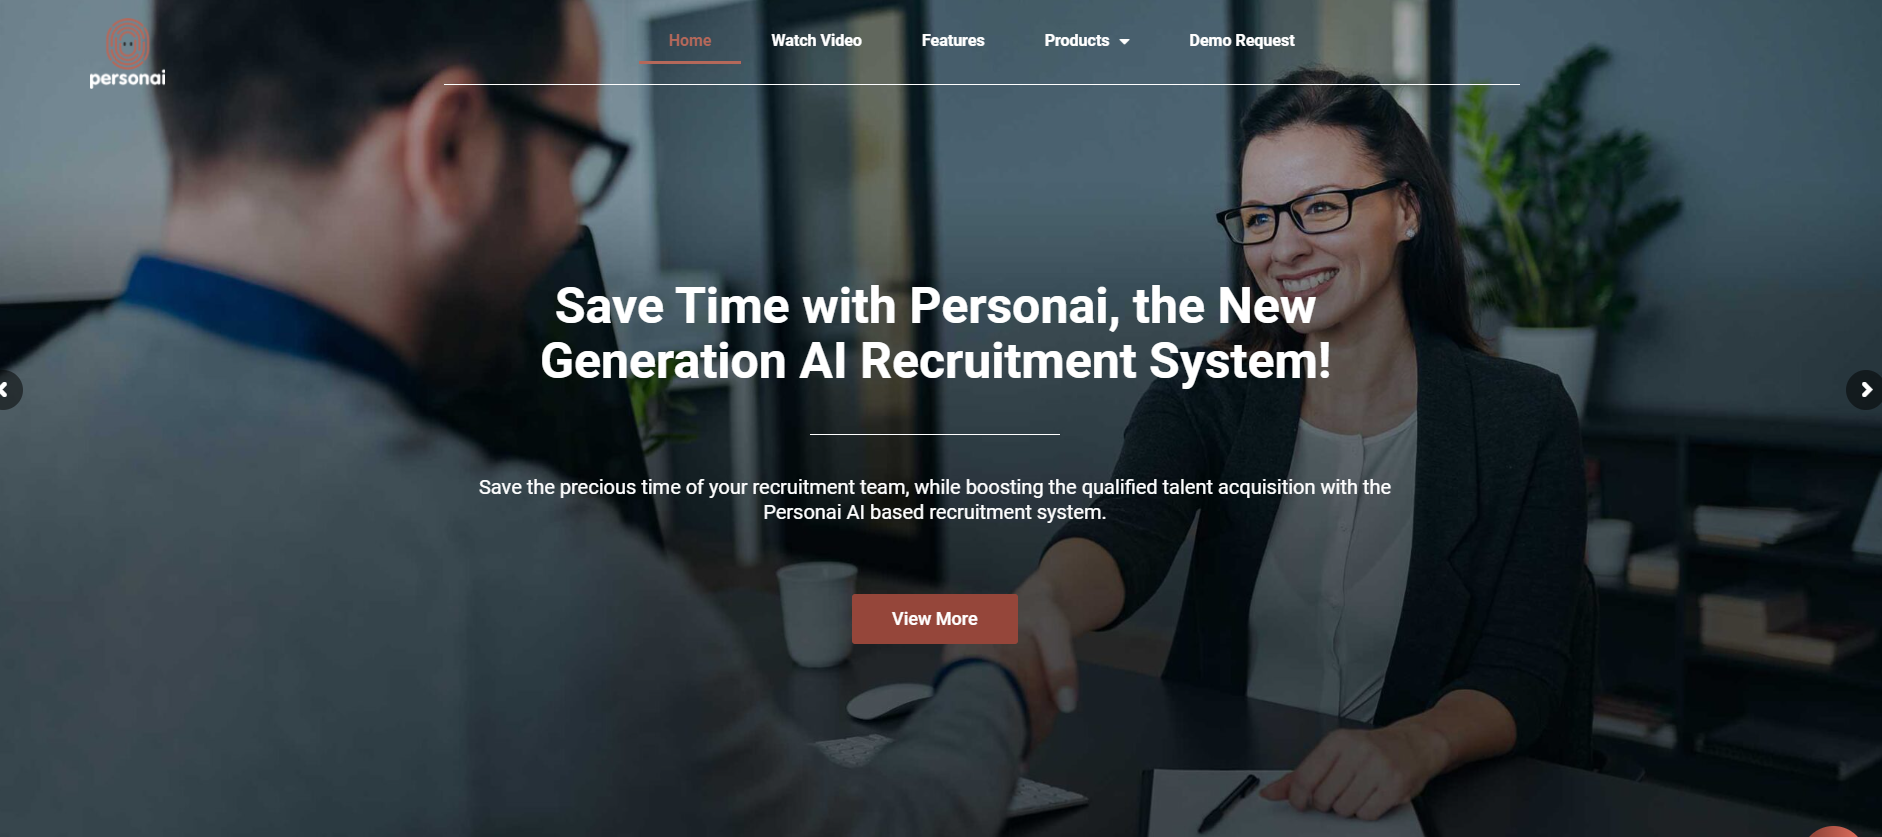 personai
Home
Watch Video
Features
Products
Demo Request
Save Time with Personai, the New
Generation AI Recruitment System!
Save the precious time of your recruitment team, while boosting the qualified talent acquisition with the
Personai AI based recruitment system.
View More